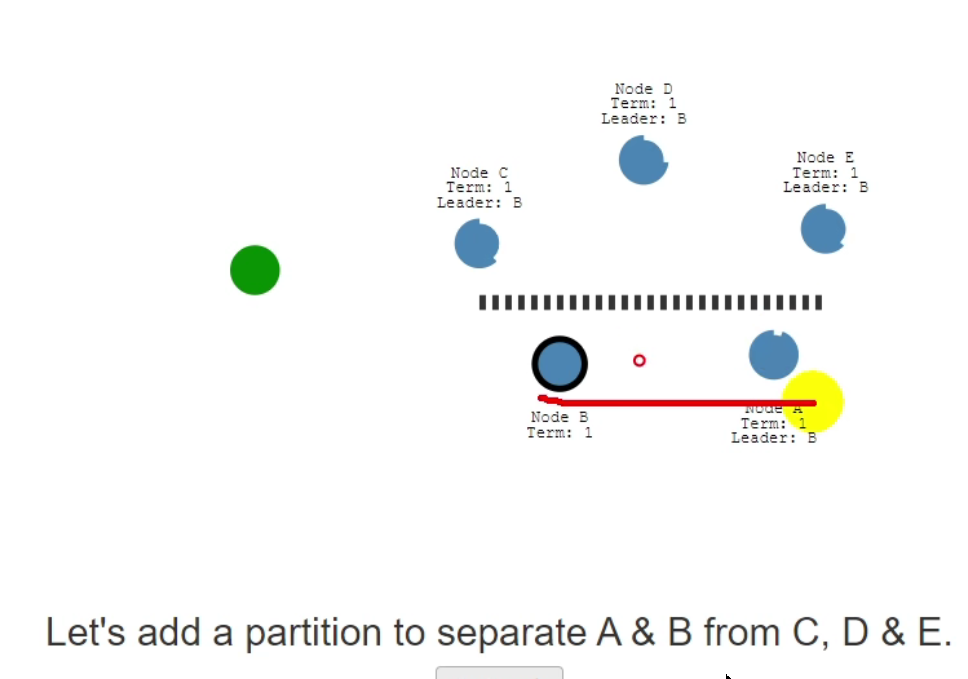 Node D
Term: 1
Leader: B
Node E
Term: 1
Leader: B
Node C
Term: 1
Leader: B
Node B
Term: 1
Node A
Term: 1
Leader: B
Let's add a partition to separate A & B from C, D & E.